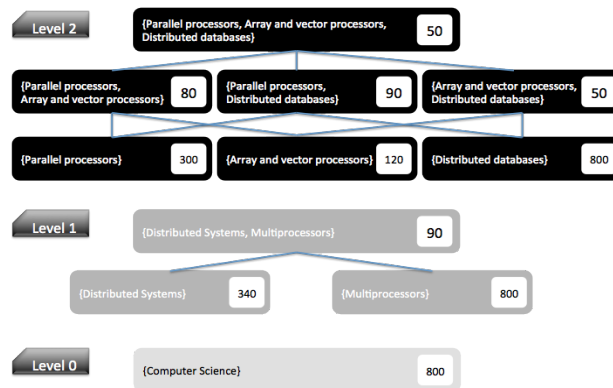 Level 2
{Parallel processors, Array and vector processors,
Distributed databases}
50
{Parallel processors,
Array and vector processors}
80
{Parallel processors,
Distributed databases}
90
{Array and vector processors,
Distributed databases}
50
{Parallel processors}
300
{Array and vector processors}
120
{Distributed databases}
800
Level 1
{Distributed Systems, Multiprocessors}
90
{Distributed Systems}
340
{Multiprocessors}
800
Level 0
{Computer Science}
800